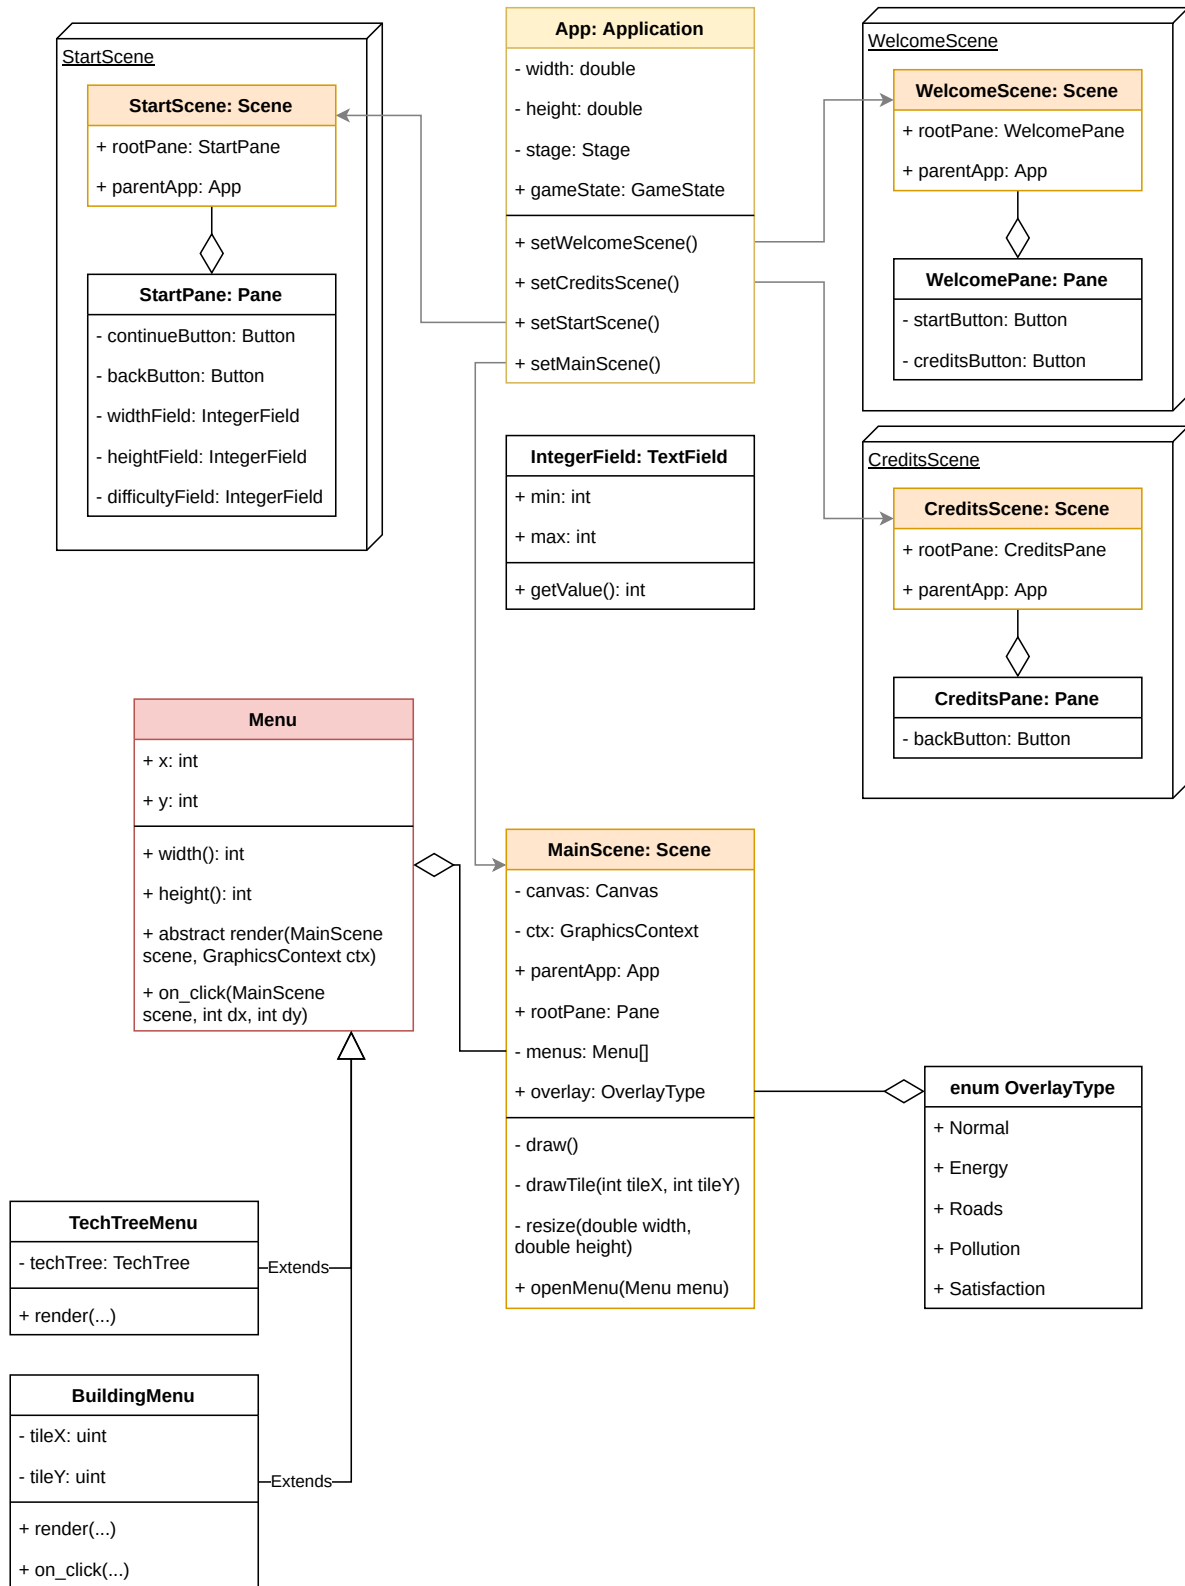 StartScene
StartScene: Scene
+ rootPane: StartPane
+ parentApp: App
StartPane: Pane
- continueButton: Button
- backButton: Button
- widthField: IntegerField
- heightField: IntegerField
- difficultyField: IntegerField
App: Application
- width: double
- height: double
- stage: Stage
+ gameState: GameState
+ setWelcomeScene()
+ setCreditsScene()
+ setStartScene()
+ setMainScene()
WelcomeScene
WelcomeScene: Scene
+ rootPane: WelcomePane
+ parentApp: App
WelcomePane: Pane
- startButton: Button
- creditsButton: Button
IntegerField: TextField
+ min: int
+ max: int
+ getValue(): int
CreditsScene
CreditsScene: Scene
+ rootPane: CreditsPane
+ parentApp: App
CreditsPane: Pane
- backButton: Button
Menu
+ x: int
+ y: int
+ width(): int
+ height(): int
+ abstract render(MainScene
scene, GraphicsContext ctx)
+ on_click(MainScene
scene, int dx, int dy)
MainScene: Scene
- canvas: Canvas
- ctx: GraphicsContext
+ parentApp: App
+ rootPane: Pane
- menus: Menu[]
+ overlay: OverlayType
- draw()
- drawTile(int tileX, int tileY)
- resize(double width,
double height)
+ openMenu(Menu menu)
enum OverlayType
+ Normal
+ Energy
+ Roads
+ Pollution
+ Satisfaction
TechTreeMenu
- techTree: TechTree
+ render(...)
Extends
BuildingMenu
- tileX: uint
- tileY: uint
+ render(...)
+ on_click(...)
Extends